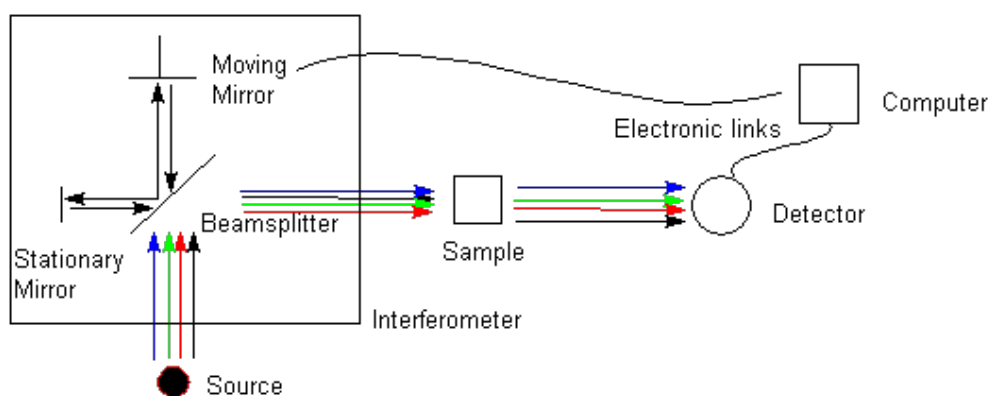 Moving
Mirror
Computer
Electronic links
Beamsplitter
Detector
Stationary
Mirror
Sample
Interferometer
Source